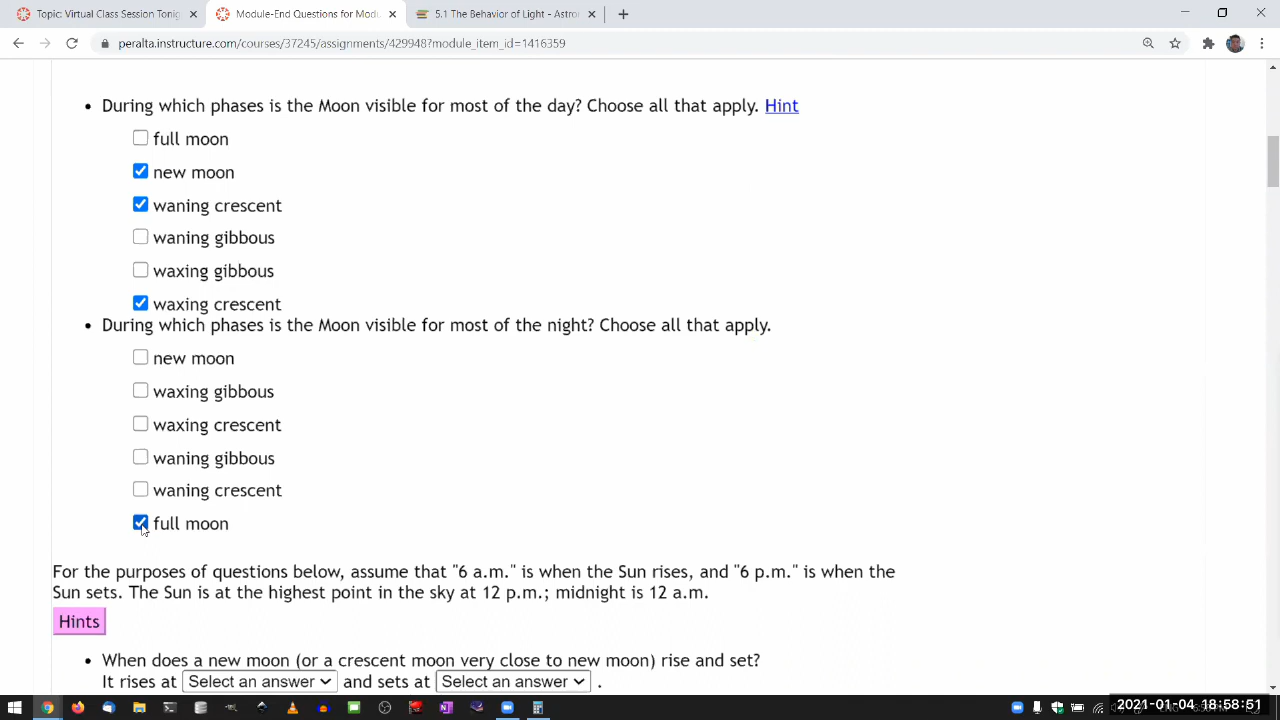 Topic: Virtual Class Session Tonig
Module-End Questions for Modu
5.1 The Behavior of Light - Astron
peralta.instructure.com/courses/37245/assignments/429948?module_item_id=1416359
During which phases is the Moon visible for most of the day? Choose all that apply. Hint
full moon
new moon
waning crescent
waning gibbous
waxing gibbous
waxing crescent
During which phases is the Moon visible for most of the night? Choose all that apply.
new moon
waxing gibbous
waxing crescent
waning gibbous
waning crescent
full moon
For the purposes of questions below, assume that "6 a.m." is when the Sun rises, and "6 p.m." is when the
Sun sets. The Sun is at the highest point in the sky at 12 p.m.; midnight is 12 a.m.
Hints
When does a new moon (or a crescent moon very close to new moon) rise and set?
It rises at Select an answer and sets at Select an answer .
2021-01-04 18:58:51